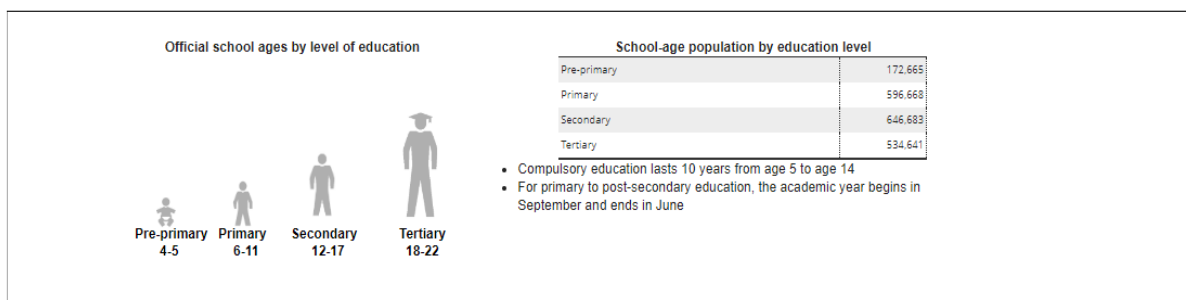 Official school ages by level of education
Pre-primary
4-5
Primary
6-11
Secondary
12-17
Tertiary
18-22
School-age population by education level
Pre-primary 172,665
Primary 596,668
Secondary 646,683
Tertiary 534,641
• Compulsory education lasts 10 years from age 5 to age 14
• For primary to post-secondary education, the academic year begins in
September and ends in June